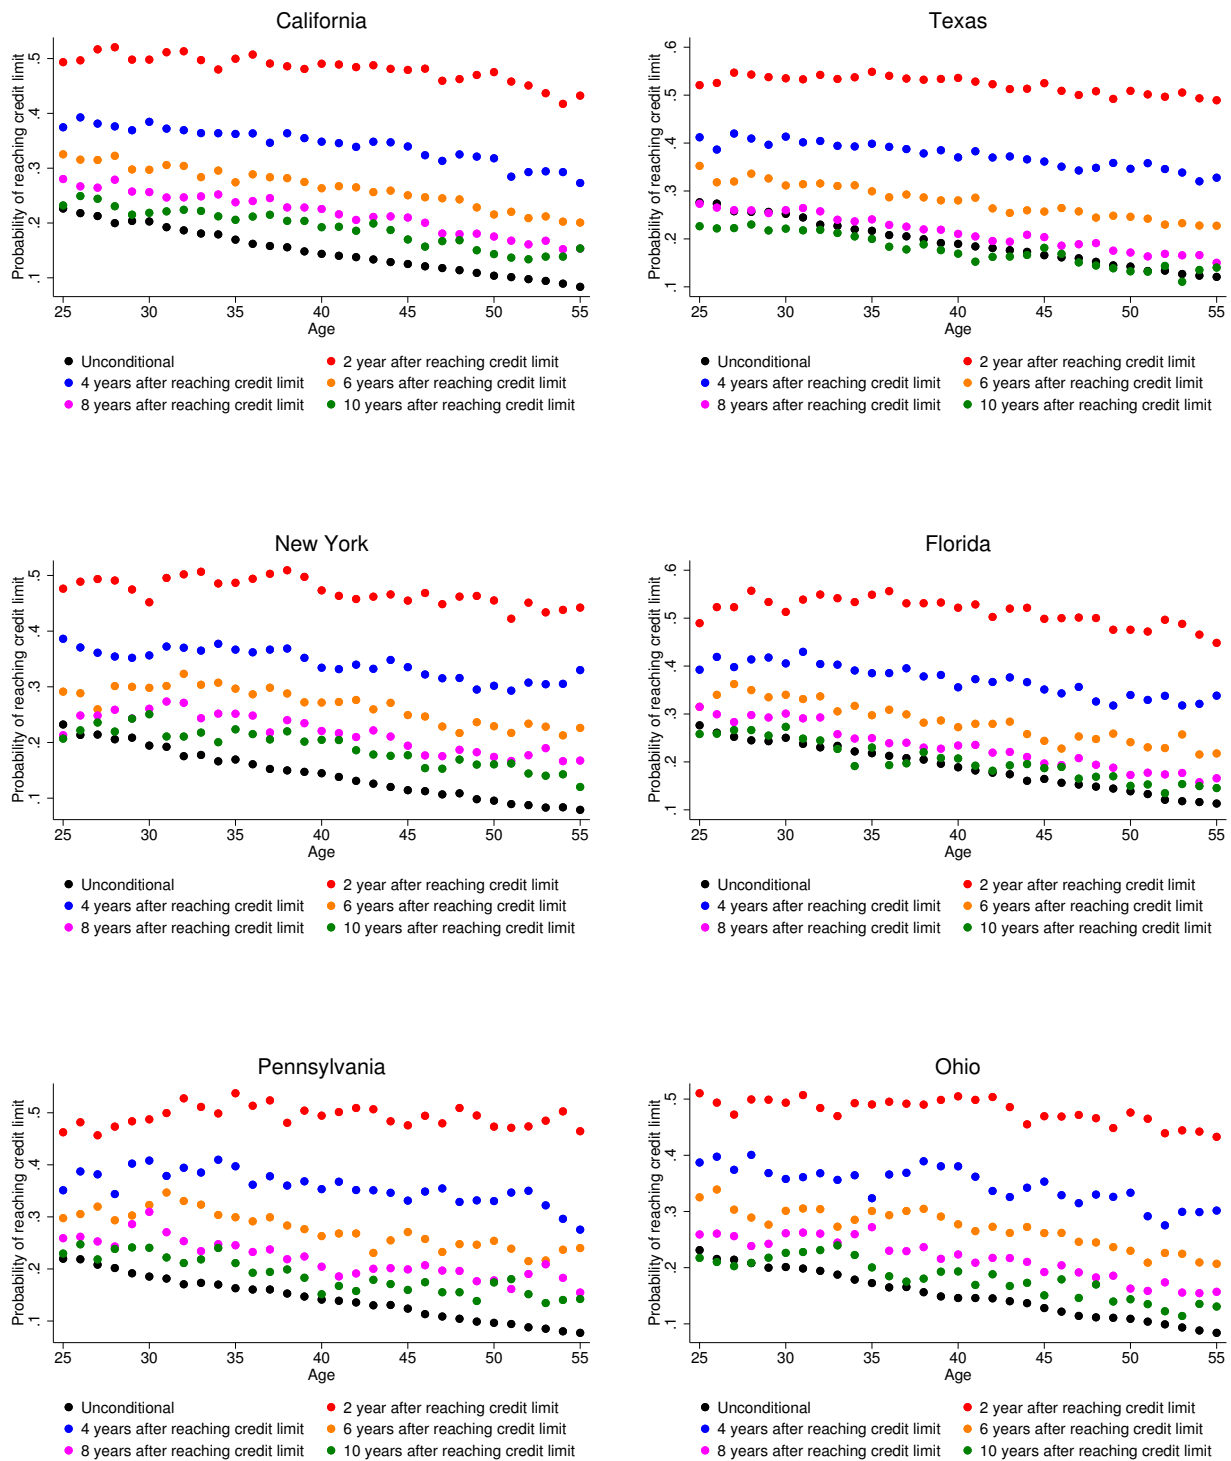 California
Probability of reaching credit limit
.5
.4
.3
.2
.1
25 30 35 40 45 50 55
Age
Unconditional
2 year after reaching credit limit
4 years after reaching credit limit
6 years after reaching credit limit
8 years after reaching credit limit
10 years after reaching credit limit
Texas
Probability of reaching credit limit
.6
.5
.4
.3
.2
.1
25 30 35 40 45 50 55
Age
Unconditional
2 year after reaching credit limit
4 years after reaching credit limit
6 years after reaching credit limit
8 years after reaching credit limit
10 years after reaching credit limit
New York
Probability of reaching credit limit
.5
.4
.3
.2
.1
25 30 35 40 45 50 55
Age
Unconditional
2 year after reaching credit limit
4 years after reaching credit limit
6 years after reaching credit limit
8 years after reaching credit limit
10 years after reaching credit limit
Florida
Probability of reaching credit limit
.6
.5
.4
.3
.2
.1
25 30 35 40 45 50 55
Age
Unconditional
2 year after reaching credit limit
4 years after reaching credit limit
6 years after reaching credit limit
8 years after reaching credit limit
10 years after reaching credit limit
Pennsylvania
Probability of reaching credit limit
.5
.4
.3
.2
.1
25 30 35 40 45 50 55
Age
Unconditional
2 year after reaching credit limit
4 years after reaching credit limit
6 years after reaching credit limit
8 years after reaching credit limit
10 years after reaching credit limit
Ohio
Probability of reaching credit limit
.5
.4
.3
.2
.1
25 30 35 40 45 50 55
Age
Unconditional
2 year after reaching credit limit
4 years after reaching credit limit
6 years after reaching credit limit
8 years after reaching credit limit
10 years after reaching credit limit